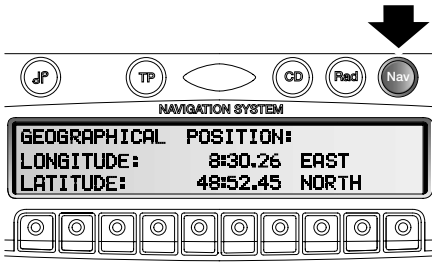 TP CD Rad Nav
NAVIGATION SYSTEM
GEOGRAPHICAL POSITION:
LONGITUDE: 8:30.26 EAST
LATITUDE: 48:52.45 NORTH